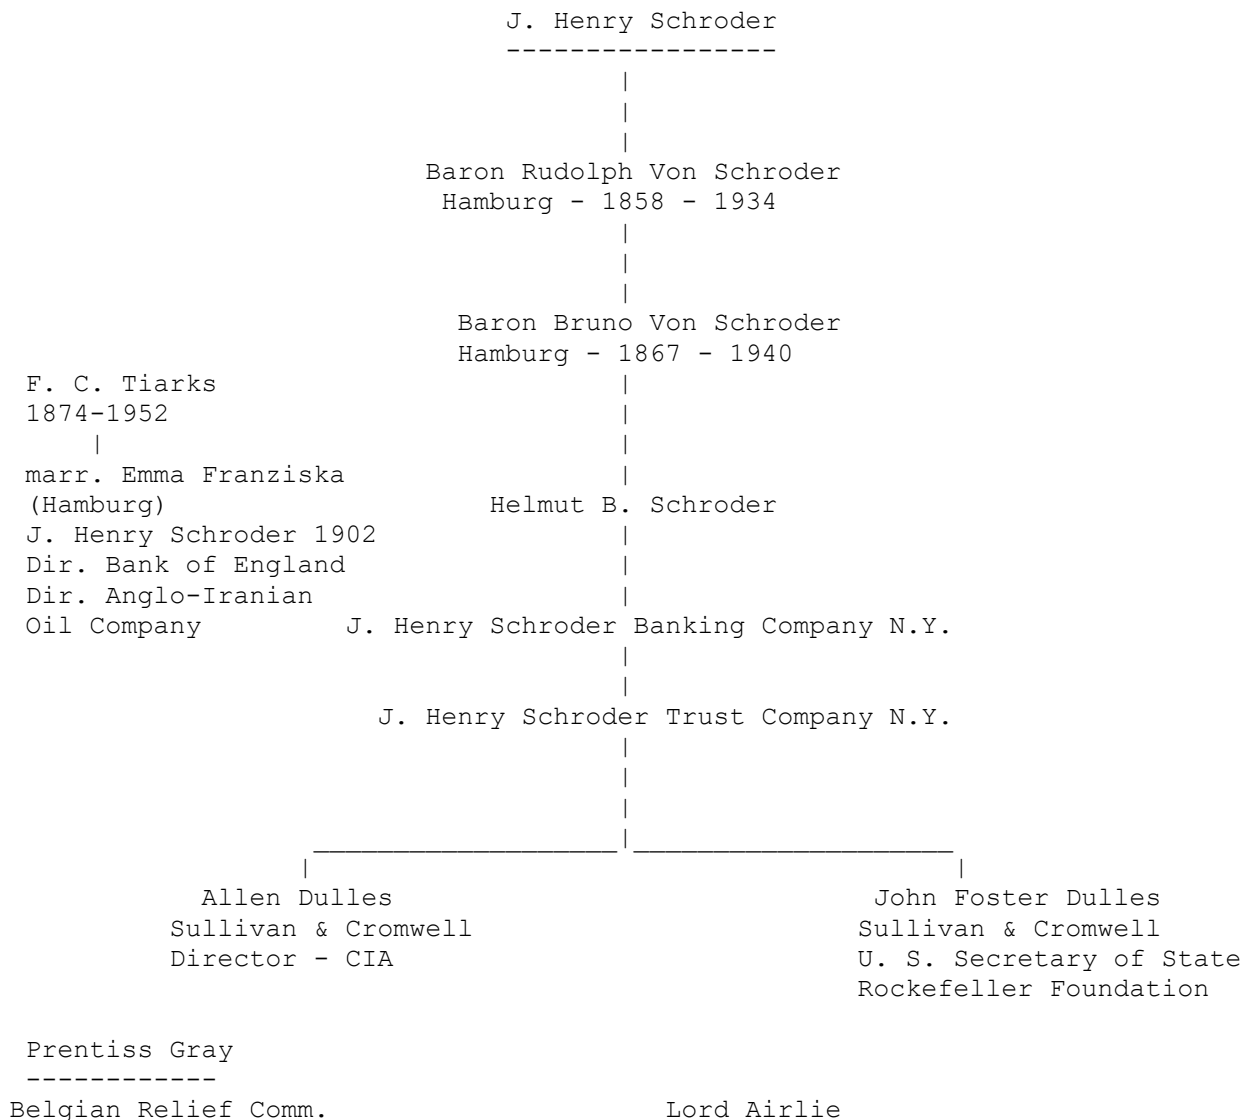 J. Henry Schroder
-----------------
|
|
|
Baron Rudolph Von Schroder
Hamburg - 1858 - 1934
|
|
|
Baron Bruno Von Schroder
Hamburg - 1867 - 1940
F. C. Tiarks |
1874-1952 |
| |
marr. Emma Franziska |
(Hamburg) Helmut B. Schroder
J. Henry Schroder 1902 |
Dir. Bank of England |
Dir. Anglo-Iranian |
Oil Company J. Henry Schroder Banking Company N.Y.
|
|
J. Henry Schroder Trust Company N.Y.
|
|
|
___________________|____________________
| |
Allen Dulles John Foster Dulles
Sullivan & Cromwell Sullivan & Cromwell
Director - CIA U. S. Secretary of State
Rockefeller Foundation
Prentiss Gray
------------
Belgian Relief Comm. Lord Airlie